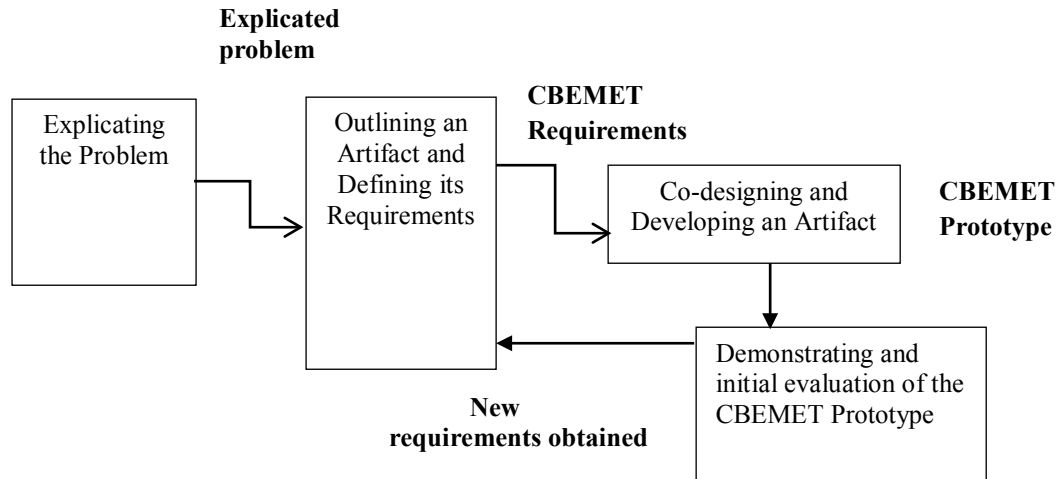 Explicated
problem
Explicating
the Problem
Outlining an
Artifact and
Defining its
Requirements
CBEMET
Requirements
Co-designing and
Developing an Artifact
CBEMET
Prototype
Demonstrating and
initial evaluation of the
CBEMET Prototype
New
requirements obtained